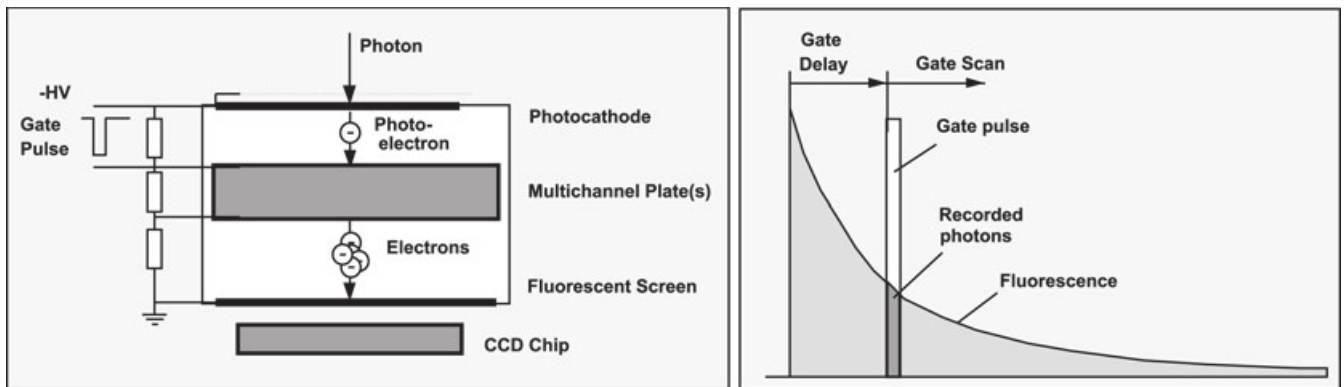 Photon
-HV
Gate
Pulse
Photo-
electron
Photocathode
Multichannel Plate(s)
Electrons
Fluorescent Screen
CCD Chip
Gate
Delay
Gate Scan
Gate pulse
Recorded
photons
Fluorescence